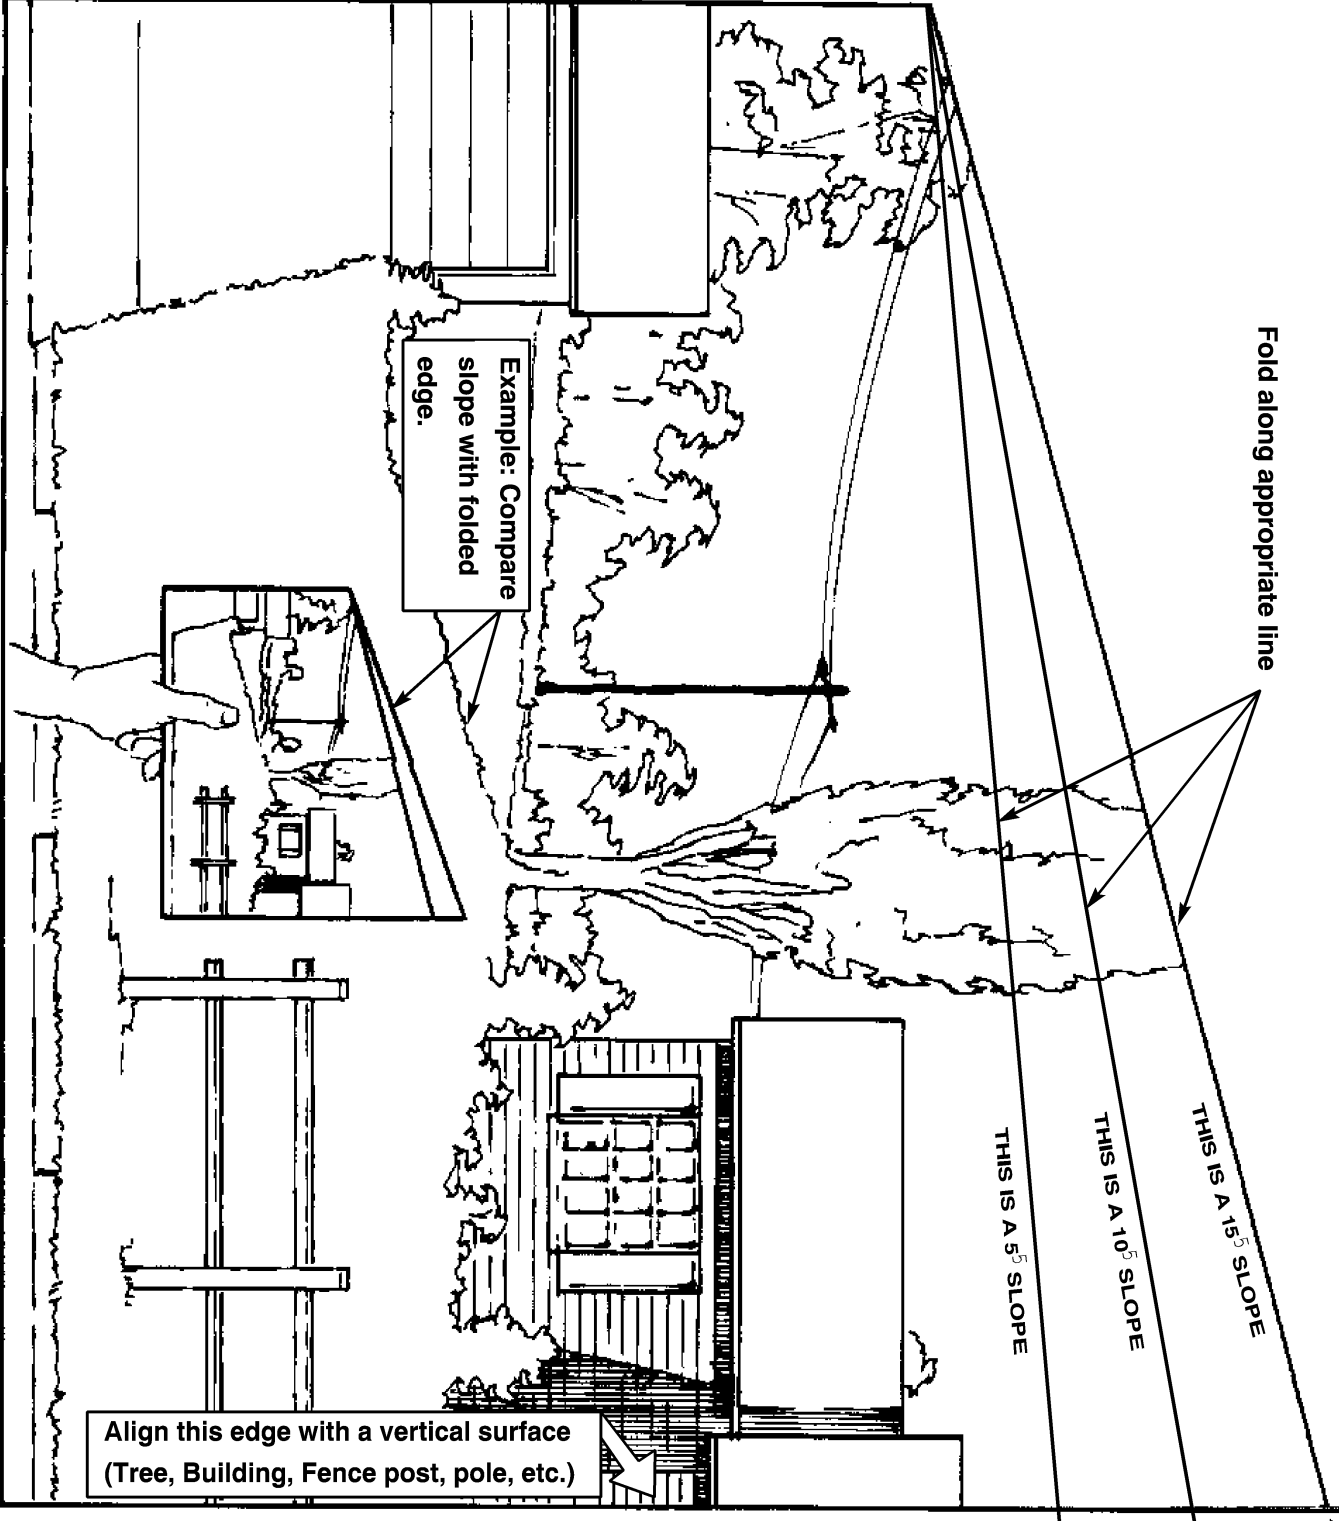 Fold along appropriate line
THIS IS A 15⁵ SLOPE
THIS IS A 10⁵ SLOPE
THIS IS A 5⁵ SLOPE
Example: Compare
slope with folded
edge.
Align this edge with a vertical surface
(Tree, Building, Fence post, pole, etc.)